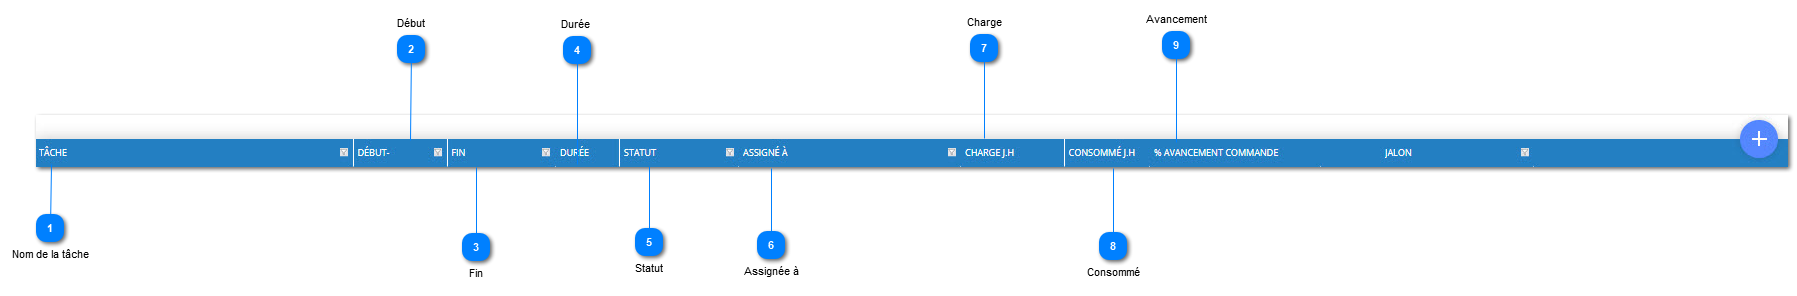 Début
2
Durée
4
Charge
7
Avancement
9
TÂCHE
DÉBUT-
FIN
DURÉE
STATUT
ASSIGNÉ À
CHARGE J.H
CONSOMMÉ J.H
% AVANCEMENT COMMANDE
JALON
1
Nom de la tâche
3
Fin
5
Statut
6
Assignée à
8
Consommé